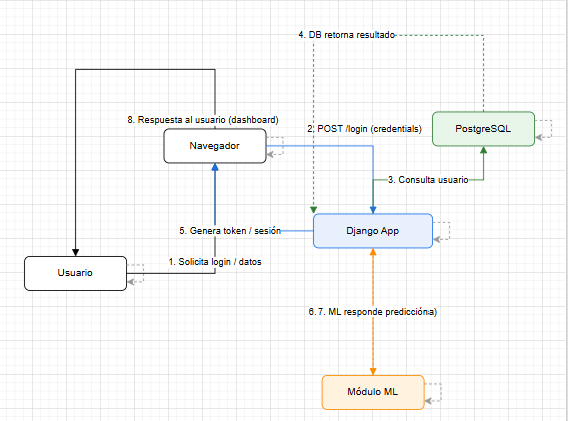 4. DB retorna resultado
8. Respuesta al usuario (dashboard)
2. POST /login (credentials)
PostgreSQL
Navegador
3. Consulta usuario
5. Genera token / sesión
Django App
1. Solicita login / datos
Usuario
6.7. ML responde predicción
Módulo ML